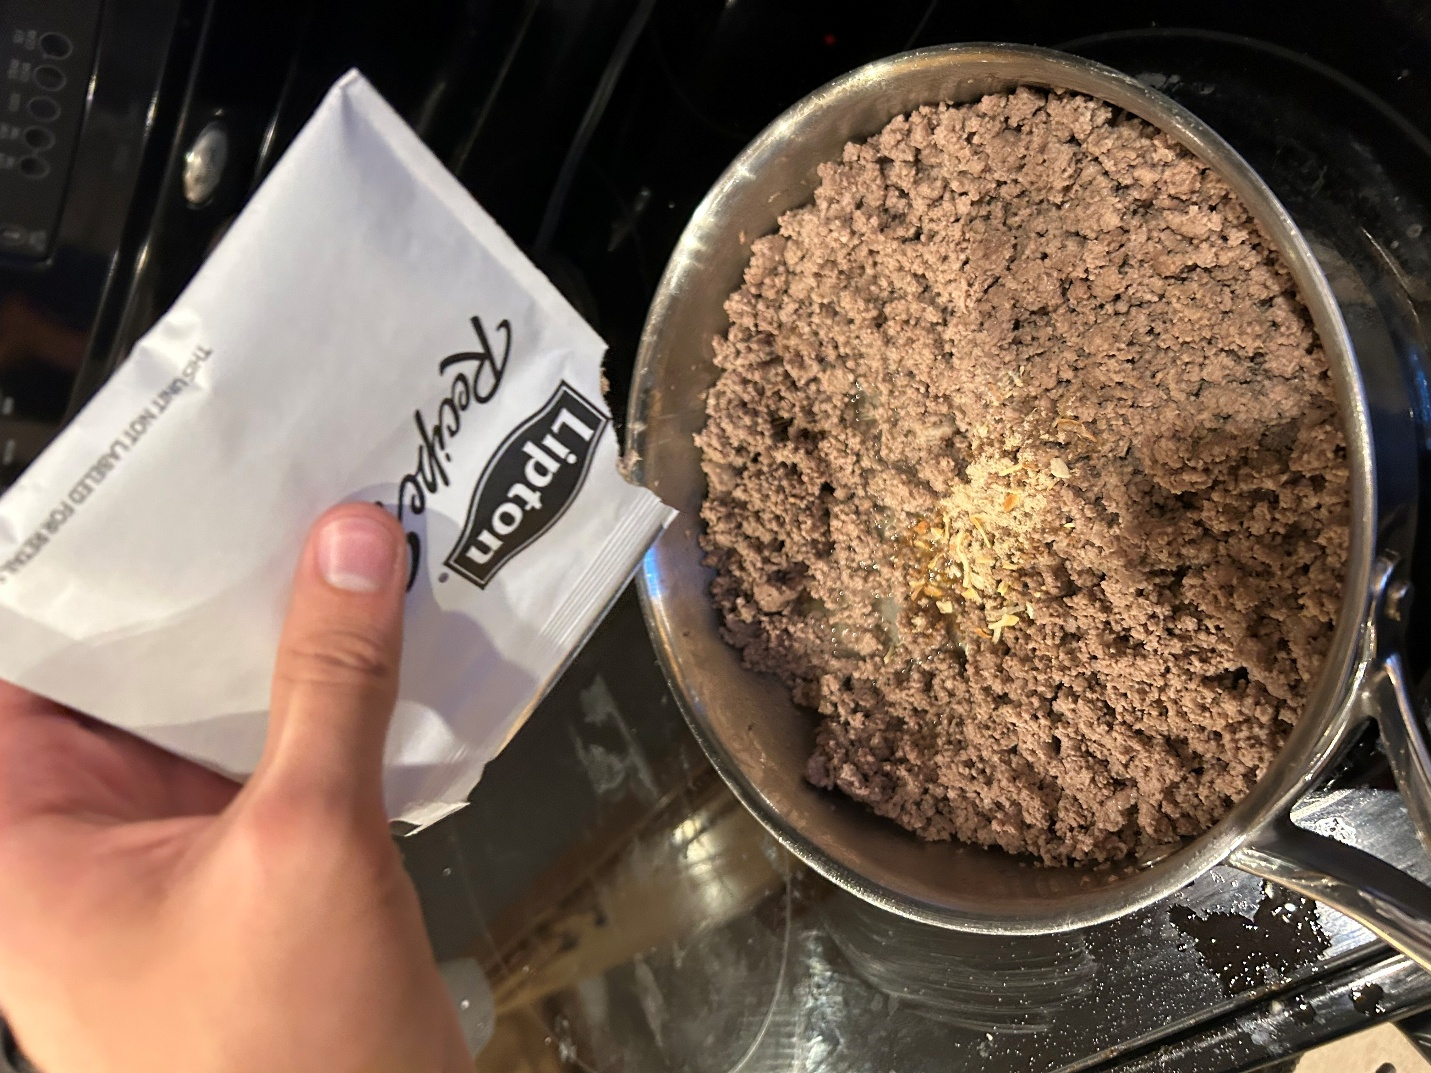 Lipton
Recipe
THIS UNIT NOT LABELED FOR RETAIL